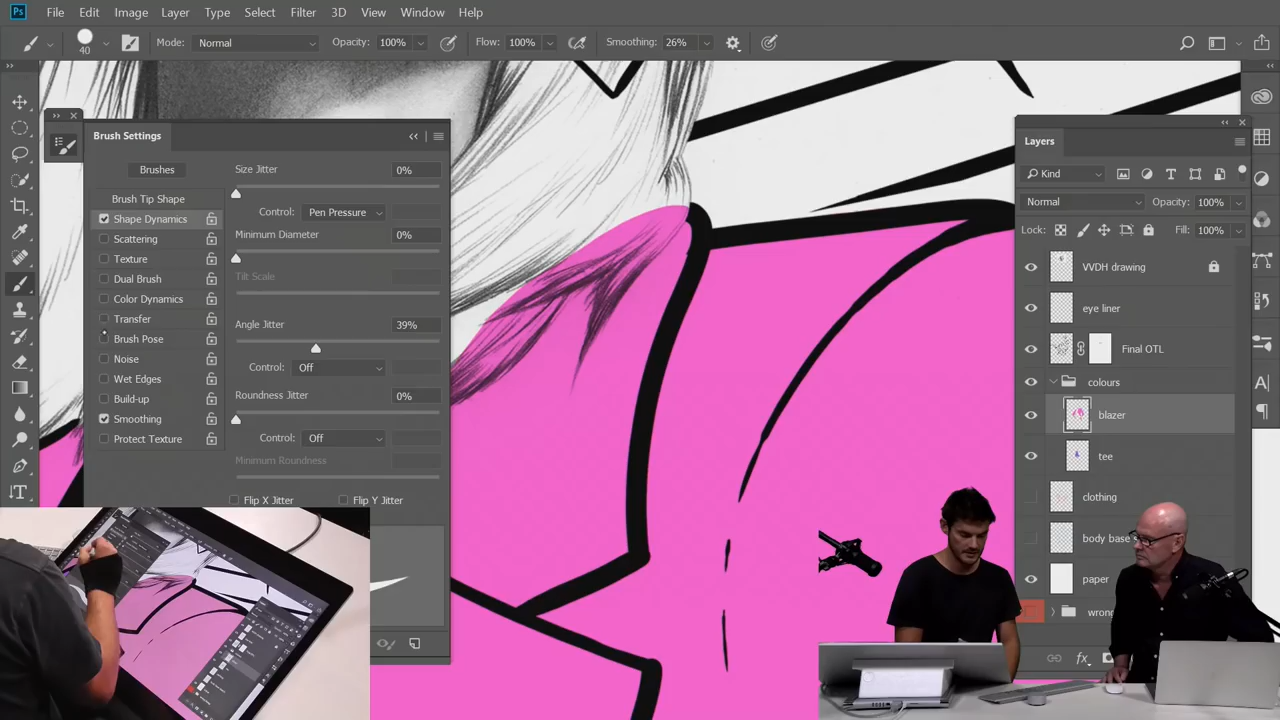 Ps File Edit Image Layer Type Select Filter 3D View Window Help
40 Mode: Normal Opacity: 100% Flow: 100% Smoothing: 26%
Brush Settings
Brushes
Brush Tip Shape
Shape Dynamics
Scattering
Texture
Dual Brush
Color Dynamics
Transfer
Brush Pose
Noise
Wet Edges
Build-up
Smoothing
Protect Texture
Size Jitter 0%
Control: Pen Pressure
Minimum Diameter 0%
Tilt Scale
Angle Jitter 39%
Control: Off
Roundness Jitter 0%
Control: Off
Minimum Roundness
Flip X Jitter Flip Y Jitter
Layers
Kind
Normal Opacity: 100%
Lock: Fill: 100%
VVDH drawing
eye liner
Final OTL
colours
blazer
tee
clothing
body base
paper
wrong
fx
T
A